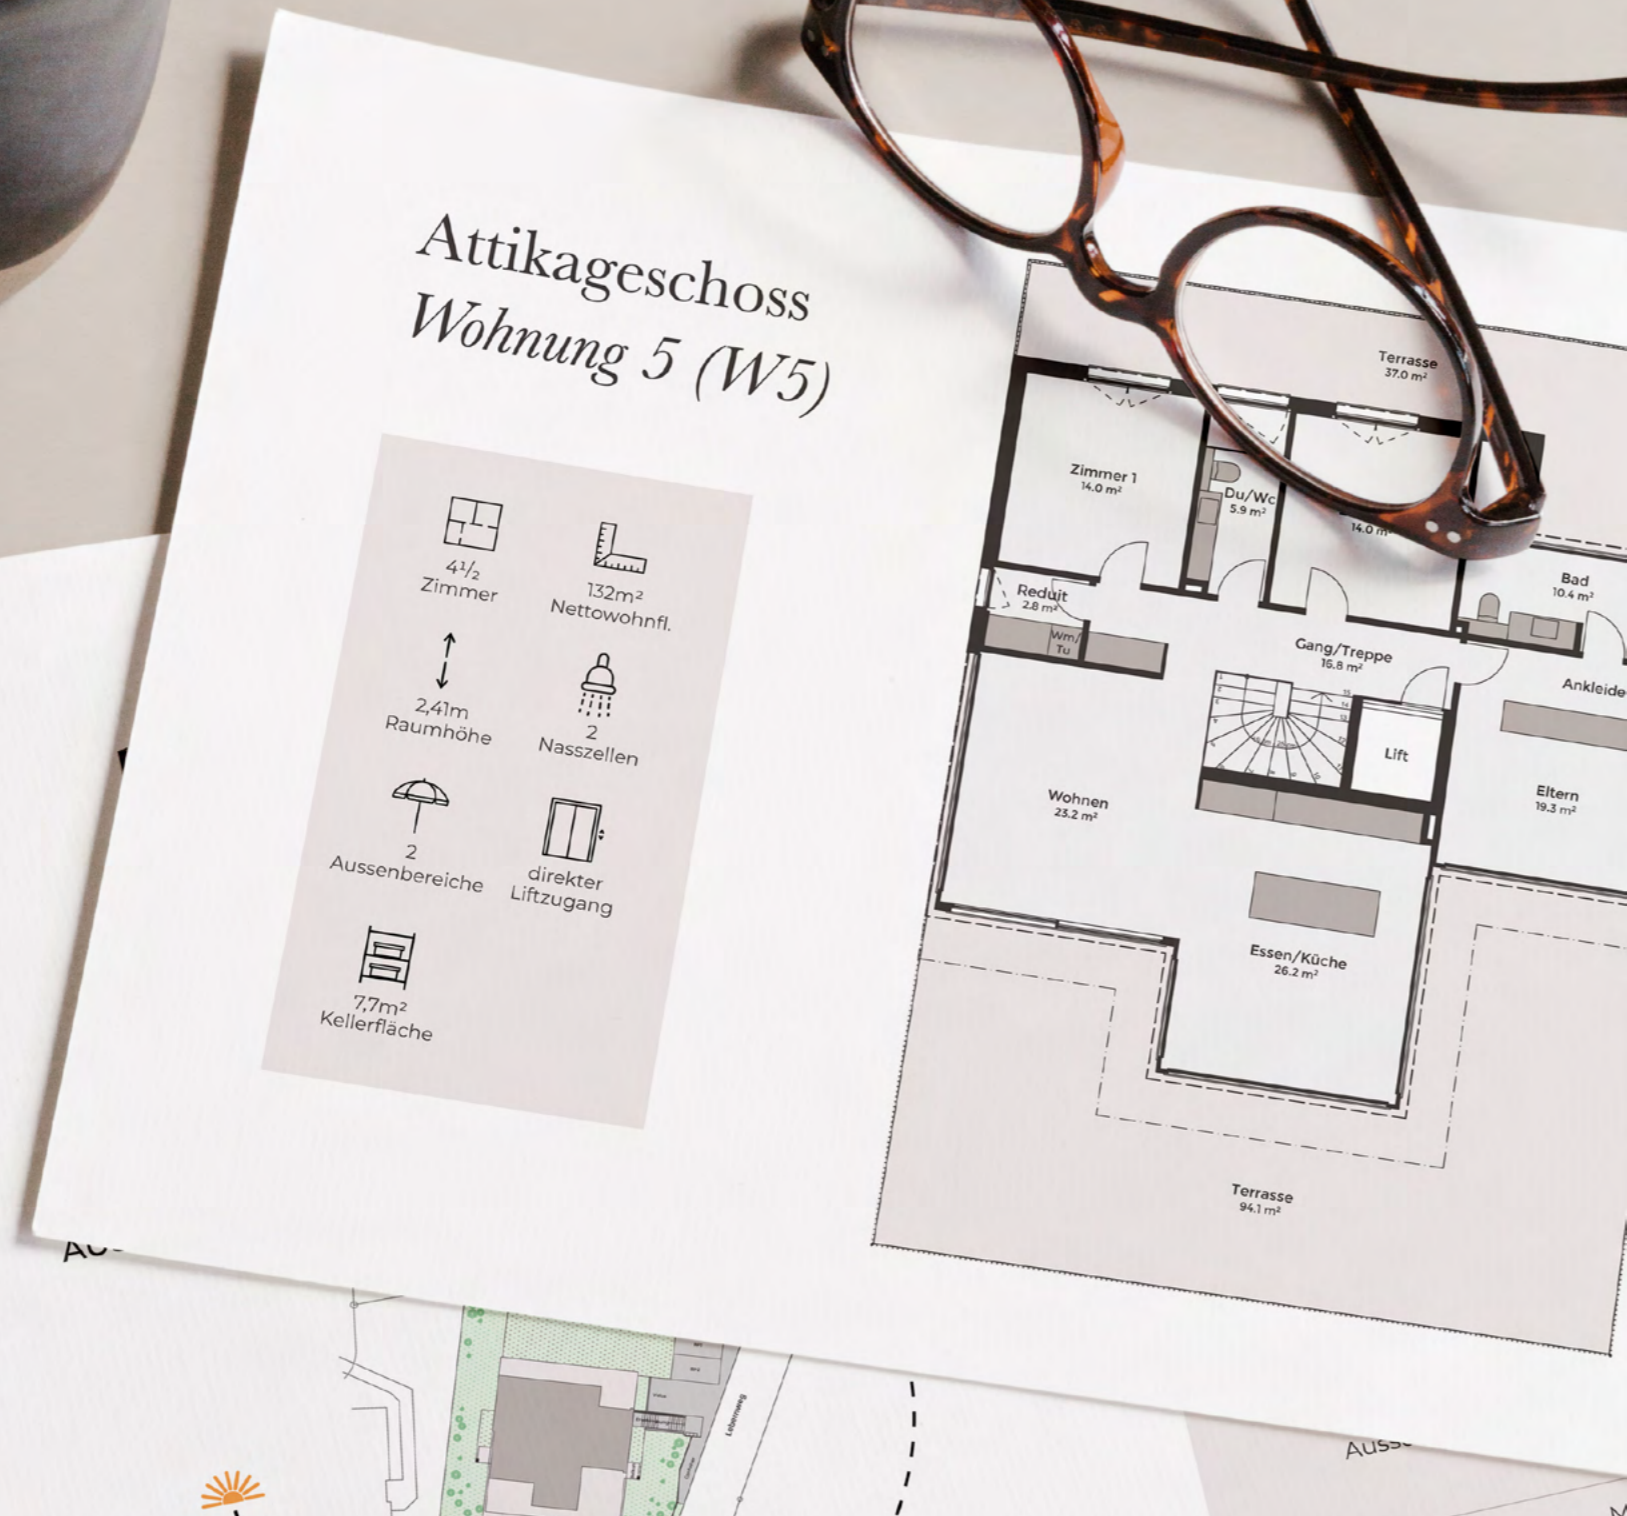 Attikageschoss
Wohnung 5 (W5)
4½
Zimmer
132m²
Nettowohnfl.
2,41m
Raumhöhe
2
Nasszellen
2
Aussenbereiche
direkter
Liftzugang
7,7m²
Kellerfläche
Terrasse
37.0 m²
Zimmer 1
14.0 m²
Du/Wc
5.9 m²
14.0 m²
Bad
10.4 m²
Reduit
2.8 m²
Wm/
Tu
Gang/Treppe
16.8 m²
Ankleide
Lift
Wohnen
23.2 m²
Eltern
19.3 m²
Essen/Küche
26.2 m²
Terrasse
94.1 m²
Lebernweg